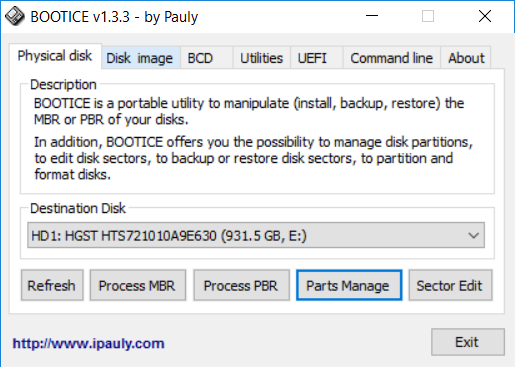 BOOTICE v1.3.3 - by Pauly
Physical disk Disk image BCD Utilities UEFI Command line About
Description
BOOTICE is a portable utility to manipulate (install, backup, restore) the
MBR or PBR of your disks.
In addition, BOOTICE offers you the possibility to manage disk partitions,
to edit disk sectors, to backup or restore disk sectors, to partition and
format disks.
Destination Disk
HD1: HGST HTS721010A9E630 (931.5 GB, E:)
Refresh Process MBR Process PBR Parts Manage Sector Edit
http://www.ipauly.com Exit